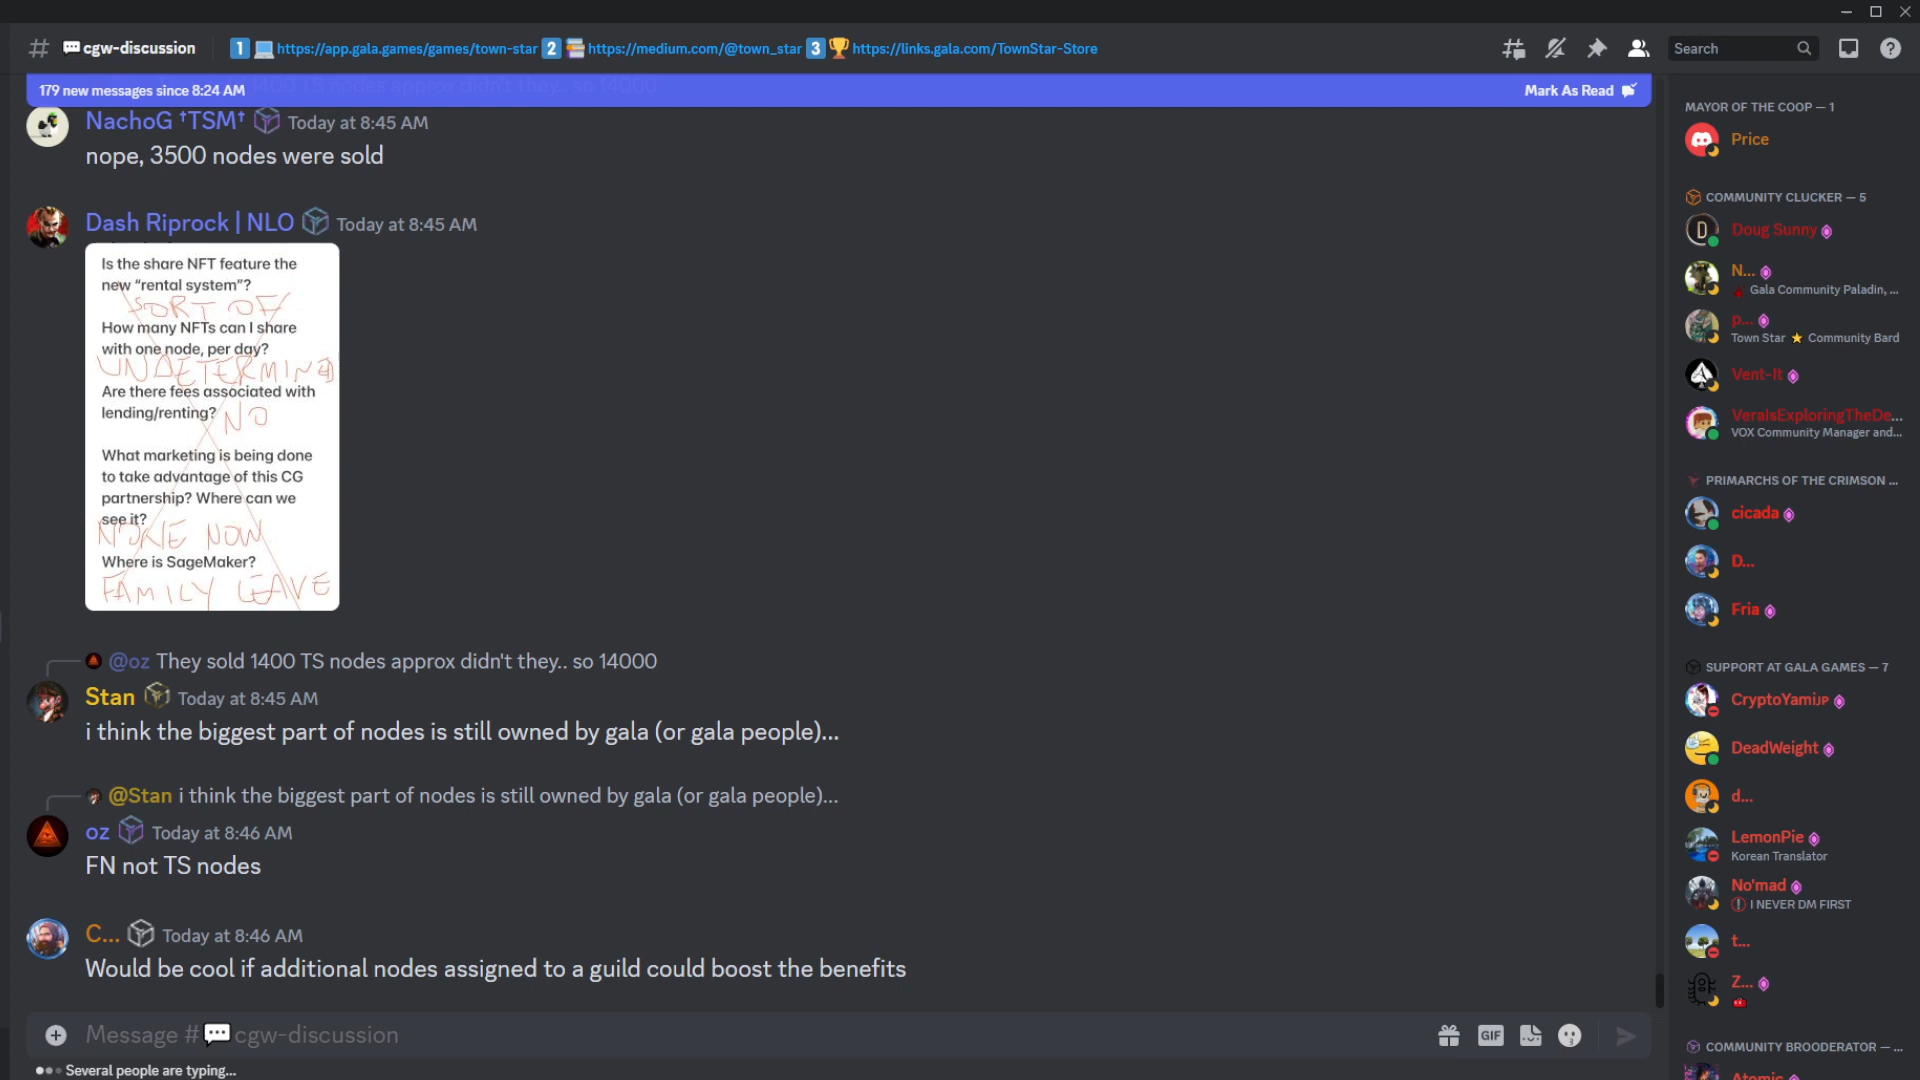 cgw-discussion
1 https://app.gala.games/games/town-star 2 https://medium.com/@town_star 3 https://links.gala.com/TownStar-Store
Search
179 new messages since 8:24 AM
Mark As Read
NachoG †TSM† Today at 8:45 AM
nope, 3500 nodes were sold
Dash Riprock | NLO Today at 8:45 AM
Is the share NFT feature the
new “rental system”?
SORT OF
How many NFTs can I share
with one node, per day?
UNDETERMINED
Are there fees associated with
lending/renting?
NO
What marketing is being done
to take advantage of this CG
partnership? Where can we
see it?
NONE NOW
Where is SageMaker?
FAMILY LEAVE
@oz They sold 1400 TS nodes approx didn't they.. so 14000
Stan Today at 8:45 AM
i think the biggest part of nodes is still owned by gala (or gala people)...
@Stan i think the biggest part of nodes is still owned by gala (or gala people)...
oz Today at 8:46 AM
FN not TS nodes
C... Today at 8:46 AM
Would be cool if additional nodes assigned to a guild could boost the benefits
Message # cgw-discussion
GIF
Several people are typing...
MAYOR OF THE COOP — 1
Price
COMMUNITY CLUCKER — 5
Doug Sunny
N...
Gala Community Paladin, ...
p...
Town Star ⭐ Community Bard
Vent-It
VeraIsExploringTheDe...
VOX Community Manager and...
PRIMARCHS OF THE CRIMSON ...
cicada
D...
Fria
SUPPORT AT GALA GAMES — 7
CryptoYamiJP
DeadWeight
d...
LemonPie
Korean Translator
No'mad
I NEVER DM FIRST
t...
Z...
COMMUNITY BROODERATOR — ...
Atomic